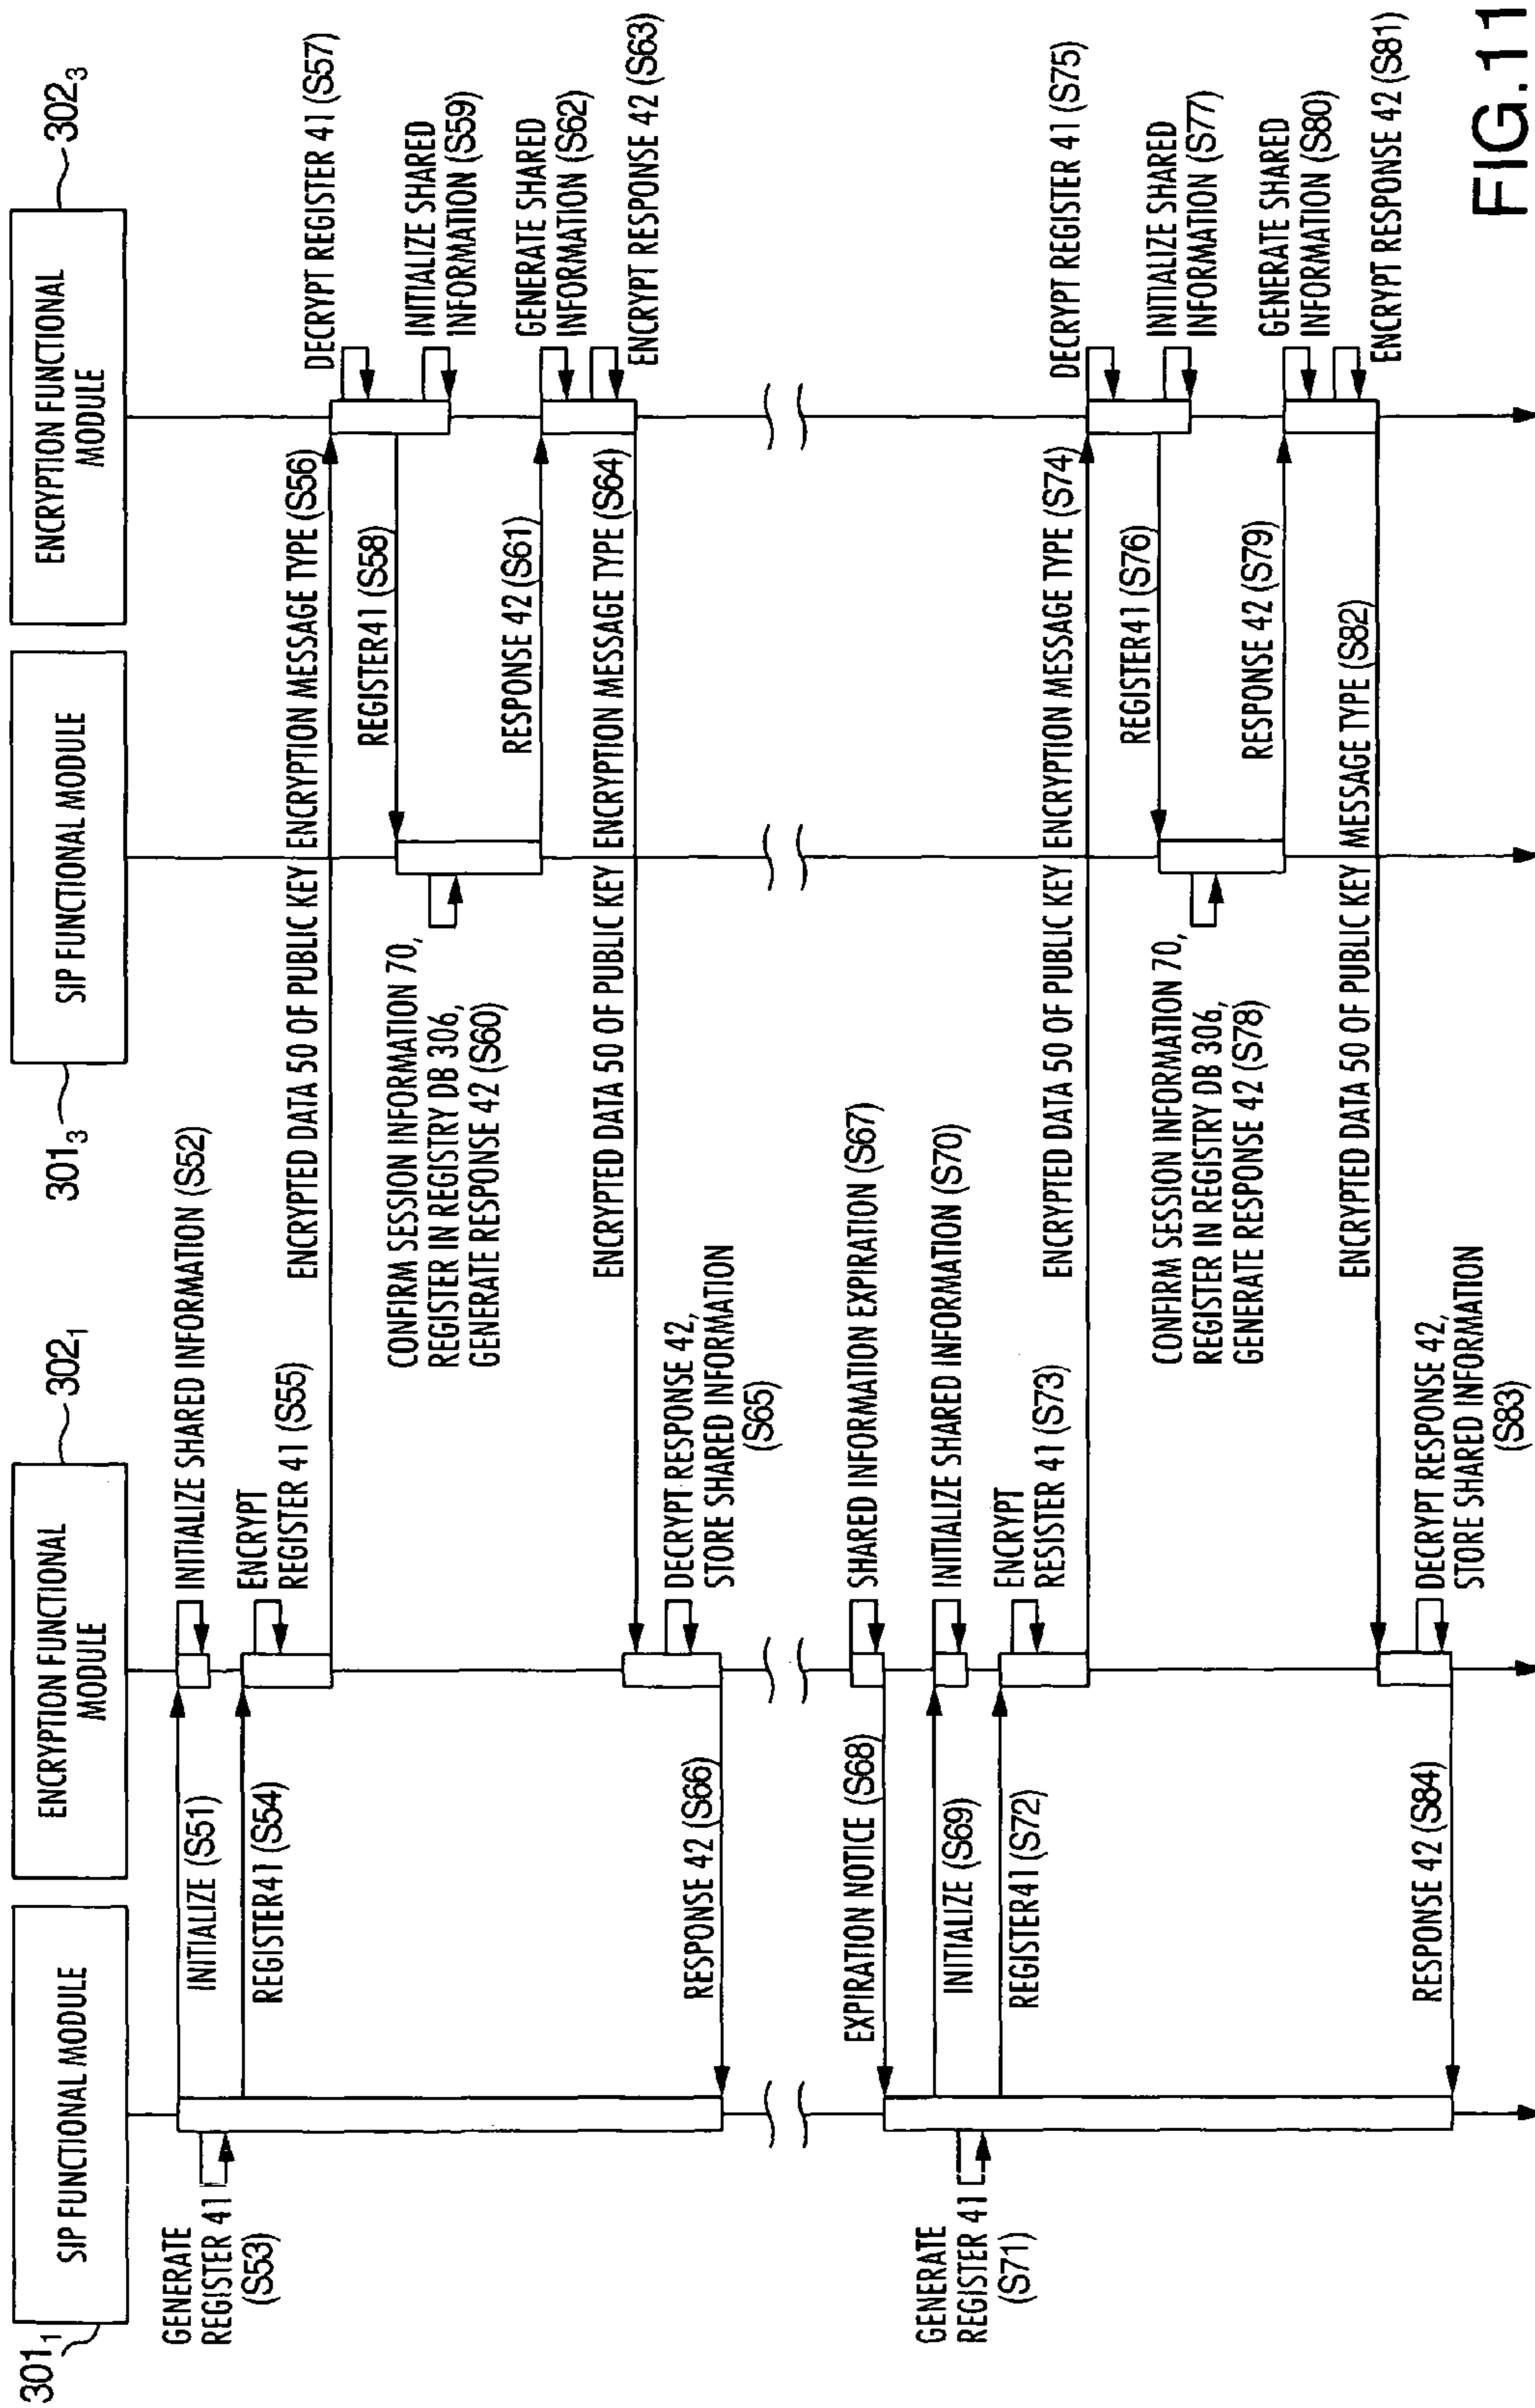 301₁
SIP FUNCTIONAL MODULE
ENCRYPTION FUNCTIONAL
MODULE
302₁
301₃
SIP FUNCTIONAL MODULE
ENCRYPTION FUNCTIONAL
MODULE
302₃
INITIALIZE (S51)
INITIALIZE SHARED INFORMATION (S52)
GENERATE
REGISTER 41
(S53)
REGISTER41 (S54)
ENCRYPT
REGISTER 41 (S55)
ENCRYPTED DATA 50 OF PUBLIC KEY ENCRYPTION MESSAGE TYPE (S56)
DECRYPT REGISTER 41 (S57)
REGISTER41 (S58)
INITIALIZE SHARED
INFORMATION (S59)
CONFIRM SESSION INFORMATION 70,
REGISTER IN REGISTRY DB 306,
GENERATE RESPONSE 42 (S60)
RESPONSE 42 (S61)
GENERATE SHARED
INFORMATION (S62)
ENCRYPT RESPONSE 42 (S63)
ENCRYPTED DATA 50 OF PUBLIC KEY ENCRYPTION MESSAGE TYPE (S64)
DECRYPT RESPONSE 42,
STORE SHARED INFORMATION
(S65)
RESPONSE 42 (S66)
SHARED INFORMATION EXPIRATION (S67)
EXPIRATION NOTICE (S68)
INITIALIZE (S69)
INITIALIZE SHARED INFORMATION (S70)
GENERATE
REGISTER 41
(S71)
REGISTER41 (S72)
ENCRYPT
RESISTER 41 (S73)
ENCRYPTED DATA 50 OF PUBLIC KEY ENCRYPTION MESSAGE TYPE (S74)
DECRYPT REGISTER 41 (S75)
REGISTER41 (S76)
INITIALIZE SHARED
INFORMATION (S77)
CONFIRM SESSION INFORMATION 70,
REGISTER IN REGISTRY DB 306,
GENERATE RESPONSE 42 (S78)
RESPONSE 42 (S79)
GENERATE SHARED
INFORMATION (S80)
ENCRYPT RESPONSE 42 (S81)
ENCRYPTED DATA 50 OF PUBLIC KEY MESSAGE TYPE (S82)
DECRYPT RESPONSE 42,
STORE SHARED INFORMATION
(S83)
RESPONSE 42 (S84)
FIG.11